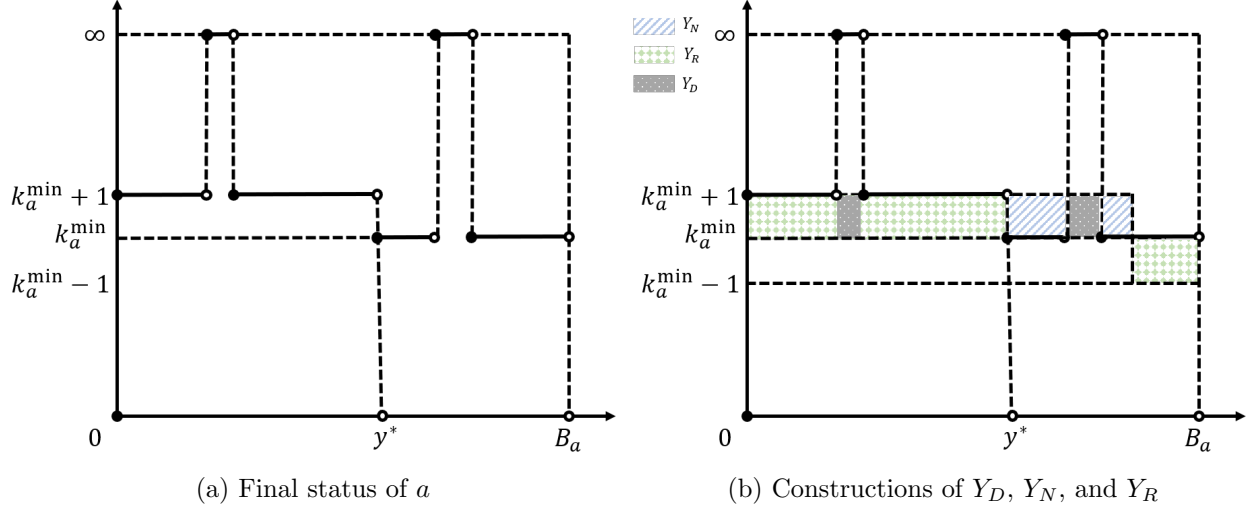 ∞
k_a^min + 1
k_a^min
k_a^min − 1
0
y*
B_a
(a) Final status of a
Y_N
Y_R
Y_D
∞
k_a^min + 1
k_a^min
k_a^min − 1
0
y*
B_a
(b) Constructions of Y_D, Y_N, and Y_R